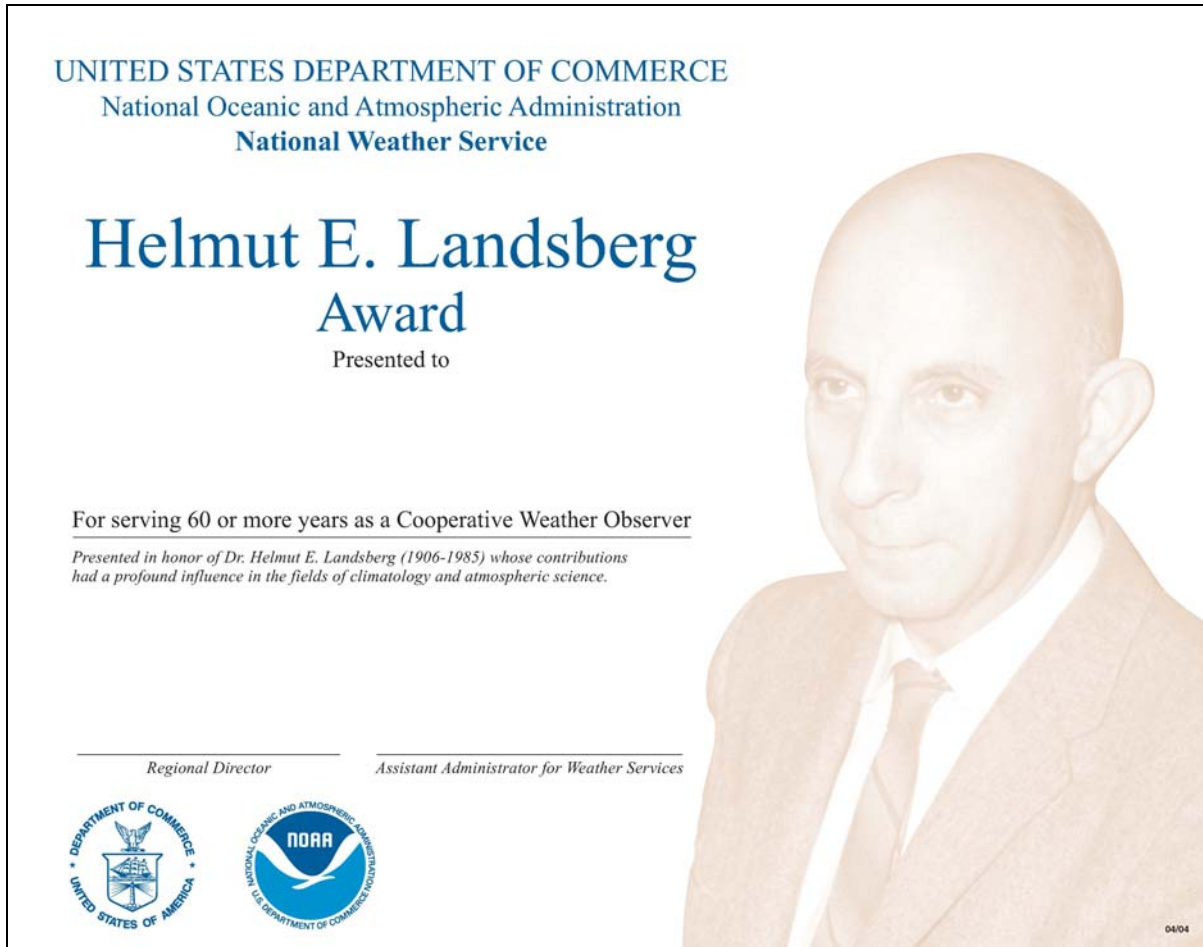 UNITED STATES DEPARTMENT OF COMMERCE
National Oceanic and Atmospheric Administration
National Weather Service
Helmut E. Landsberg
Award
Presented to
For serving 60 or more years as a Cooperative Weather Observer
Presented in honor of Dr. Helmut E. Landsberg (1906-1985) whose contributions
had a profound influence in the fields of climatology and atmospheric science.
Regional Director
Assistant Administrator for Weather Services
DEPARTMENT OF COMMERCE
UNITED STATES OF AMERICA
NATIONAL OCEANIC AND ATMOSPHERIC ADMINISTRATION
NOAA
U.S. DEPARTMENT OF COMMERCE
04/04